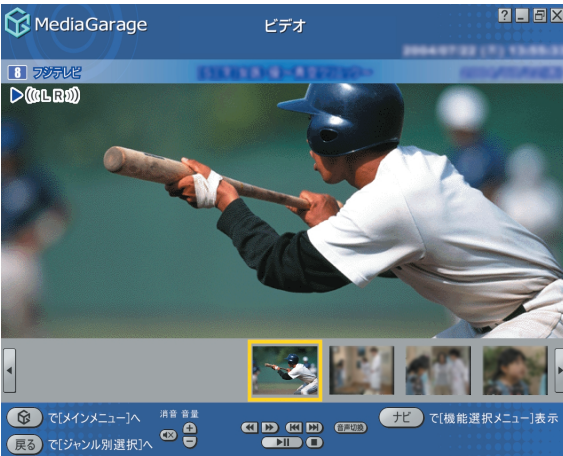 MediaGarage
ビデオ
?
8 フジテレビ
((( L R )))
で[メインメニュー]へ
消音 音量
音声切換
ナビ で[機能選択メニュー]表示
戻る で[ジャンル別選択]へ